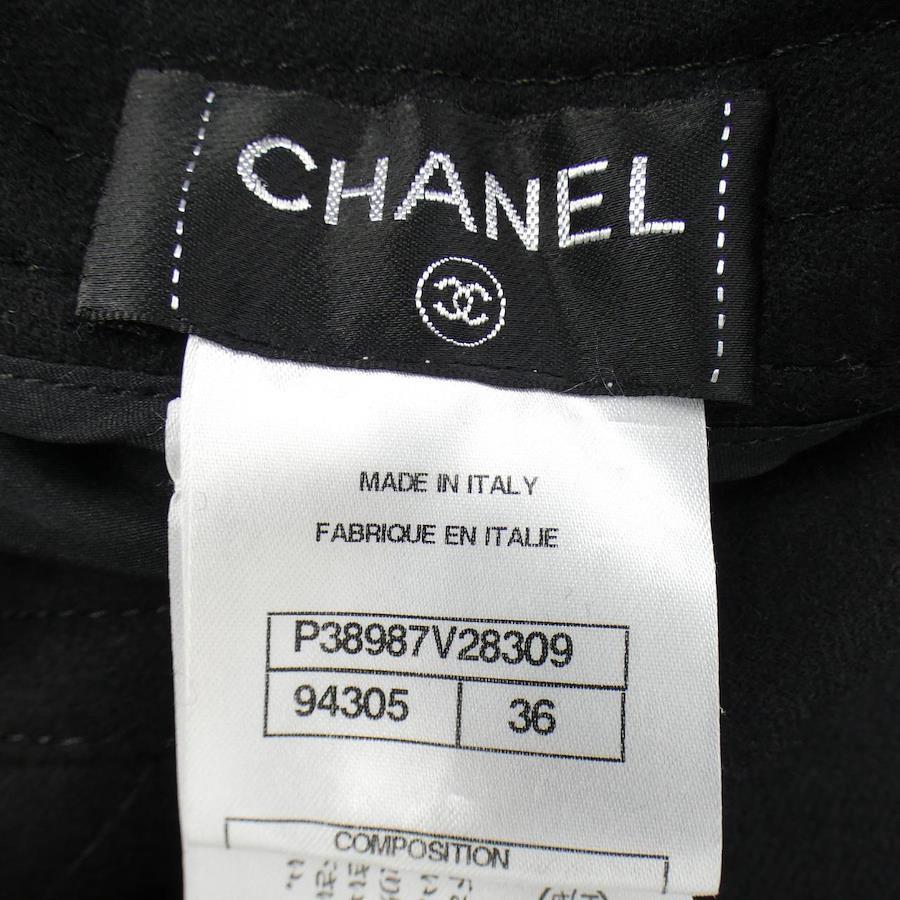 CHANEL
MADE IN ITALY
FABRIQUE EN ITALIE
P38987V28309
94305 36
COMPOSITION